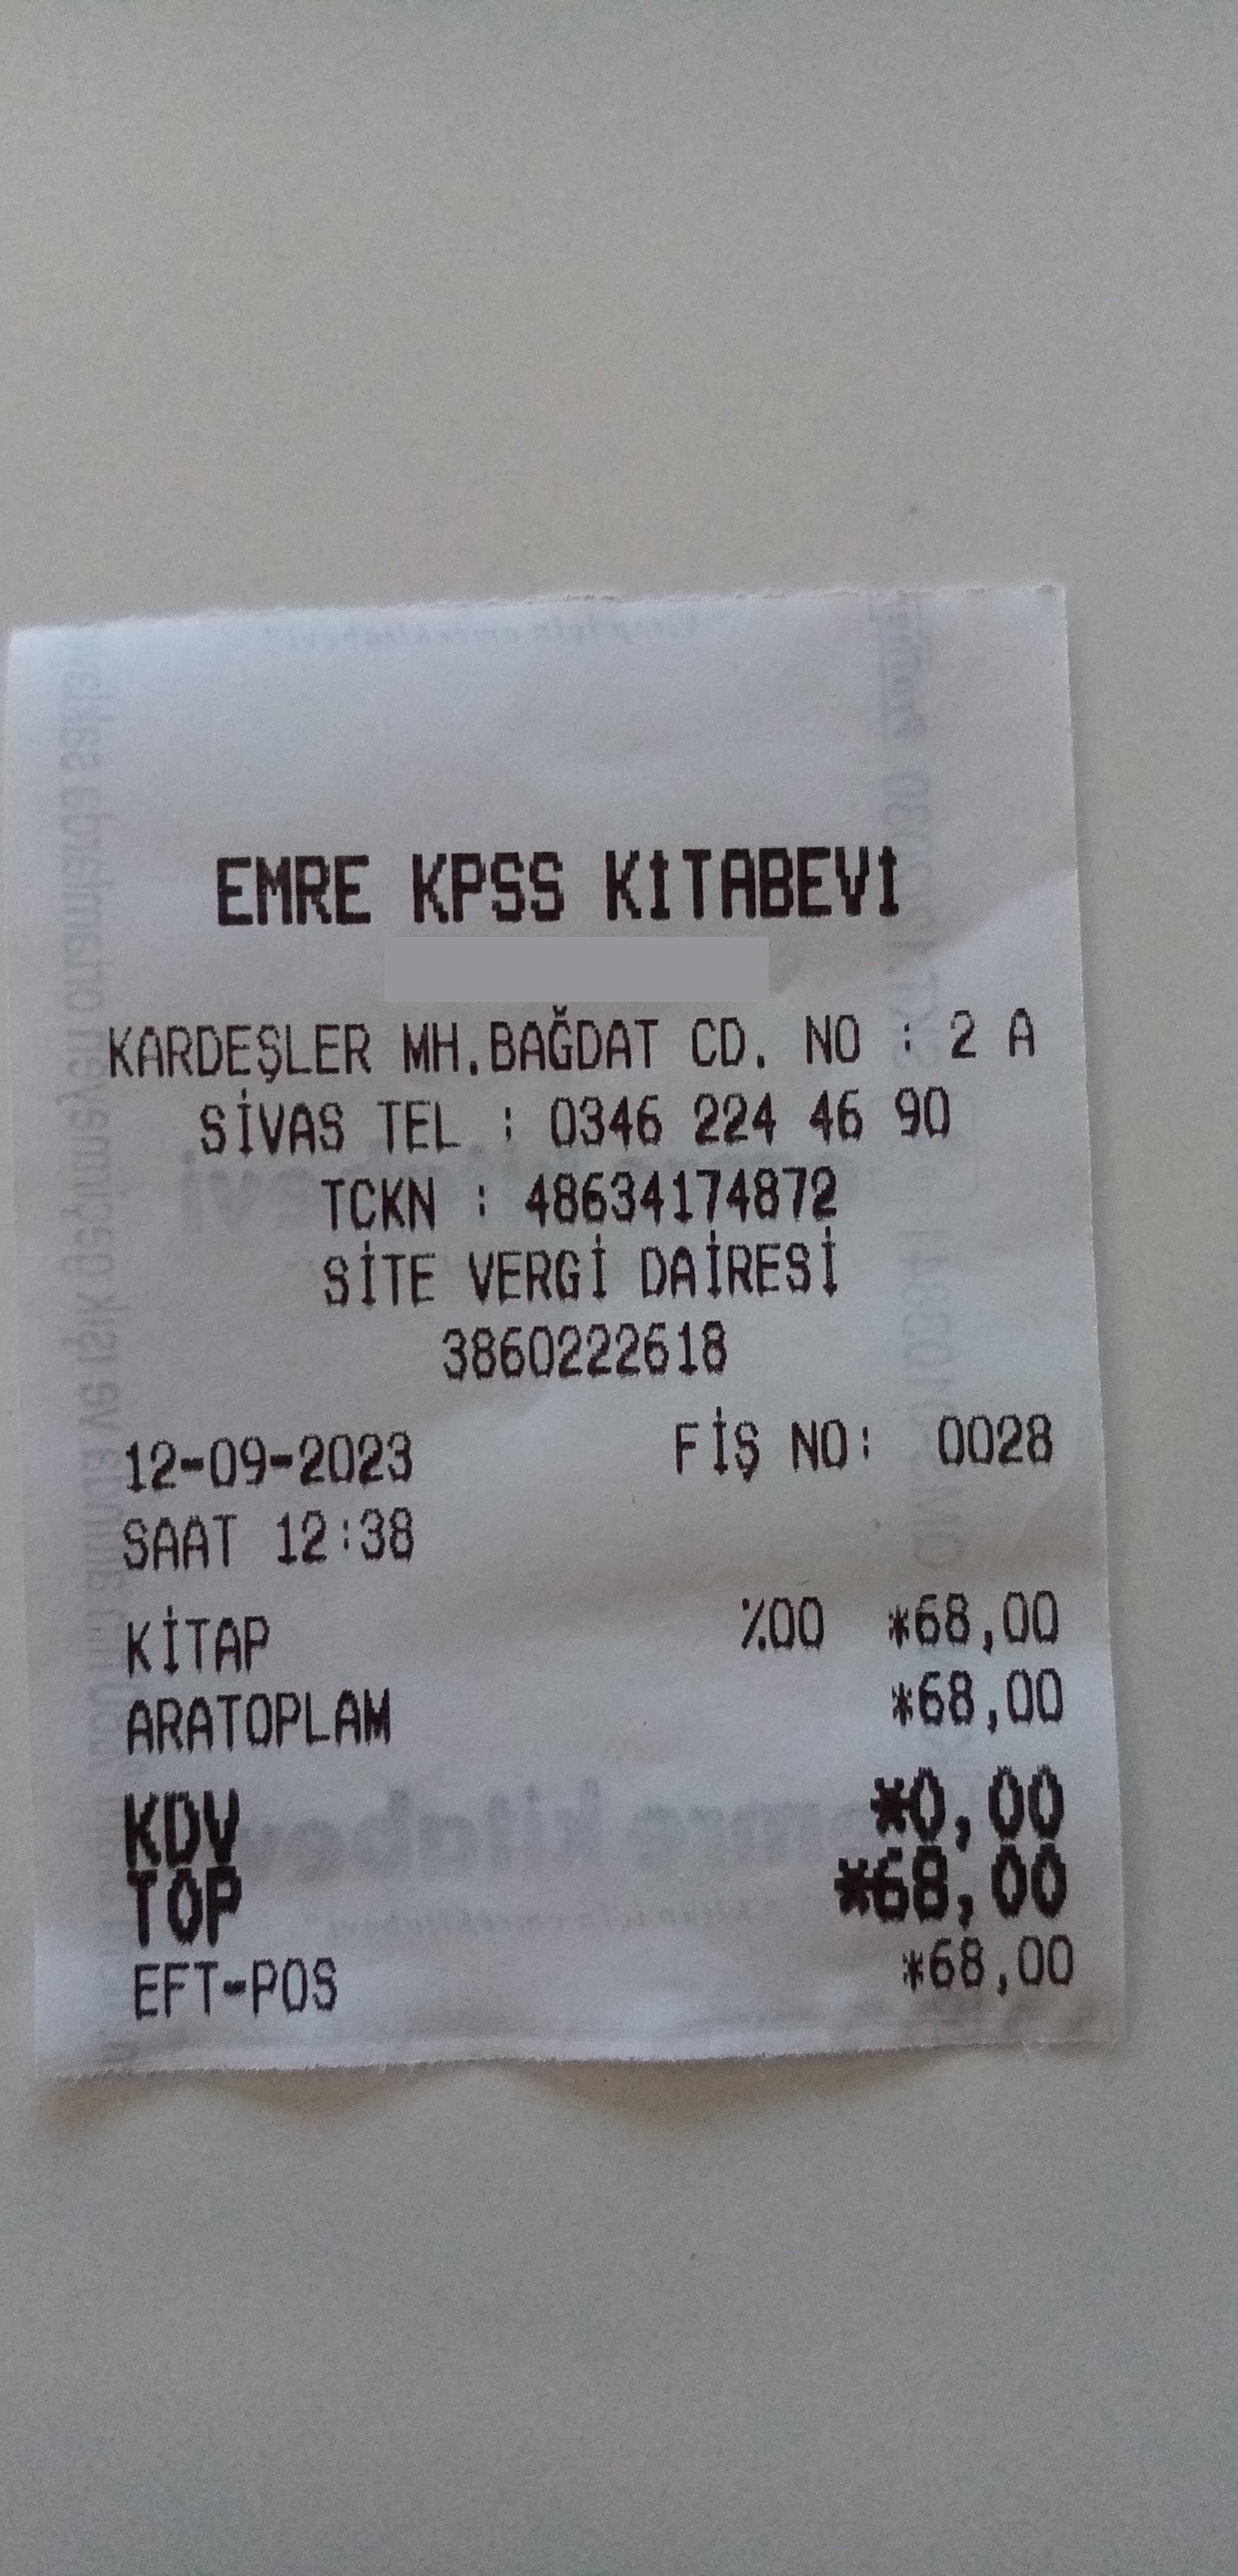 EMRE KPSS KİTABEVİ
KARDEŞLER MH.BAĞDAT CD. NO : 2 A
SİVAS TEL : 0346 224 46 90
TCKN : 48634174872
SİTE VERGİ DAİRESİ
3860222618
12-09-2023 FİŞ NO: 0028
SAAT 12:38
KİTAP %00 *68,00
ARATOPLAM *68,00
KDV *0,00
TOP *68,00
EFT-POS *68,00